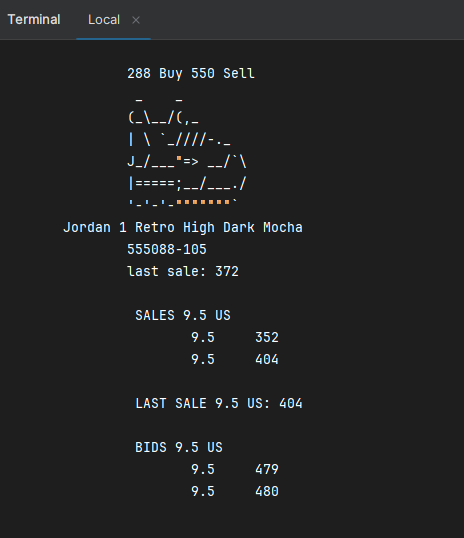 Terminal Local ×
288 Buy 550 Sell
 _    _
(_\__/(,_
| \ `_////-._
J_/___"=> __/`\
|=====;__/___./
'-'-'-"""""""`
Jordan 1 Retro High Dark Mocha
555088-105
last sale: 372
SALES 9.5 US
9.5 352
9.5 404
LAST SALE 9.5 US: 404
BIDS 9.5 US
9.5 479
9.5 480